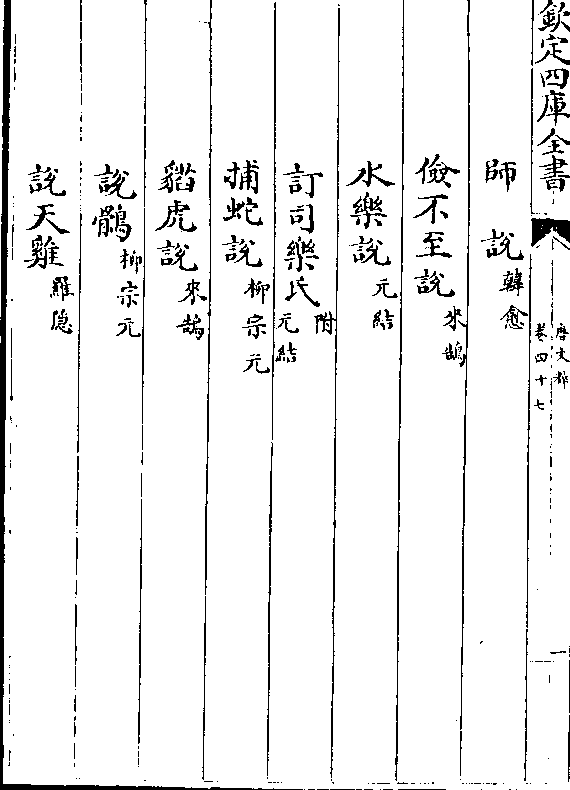 欽定四庫全書
唐文粹
卷四十七
一
師 說韓愈
儉不至說來鵠
水樂說元結
訂司樂氏附元結
捕蛇說柳宗元
貓虎說來鵠
說鶻柳宗元
說天雞羅隐